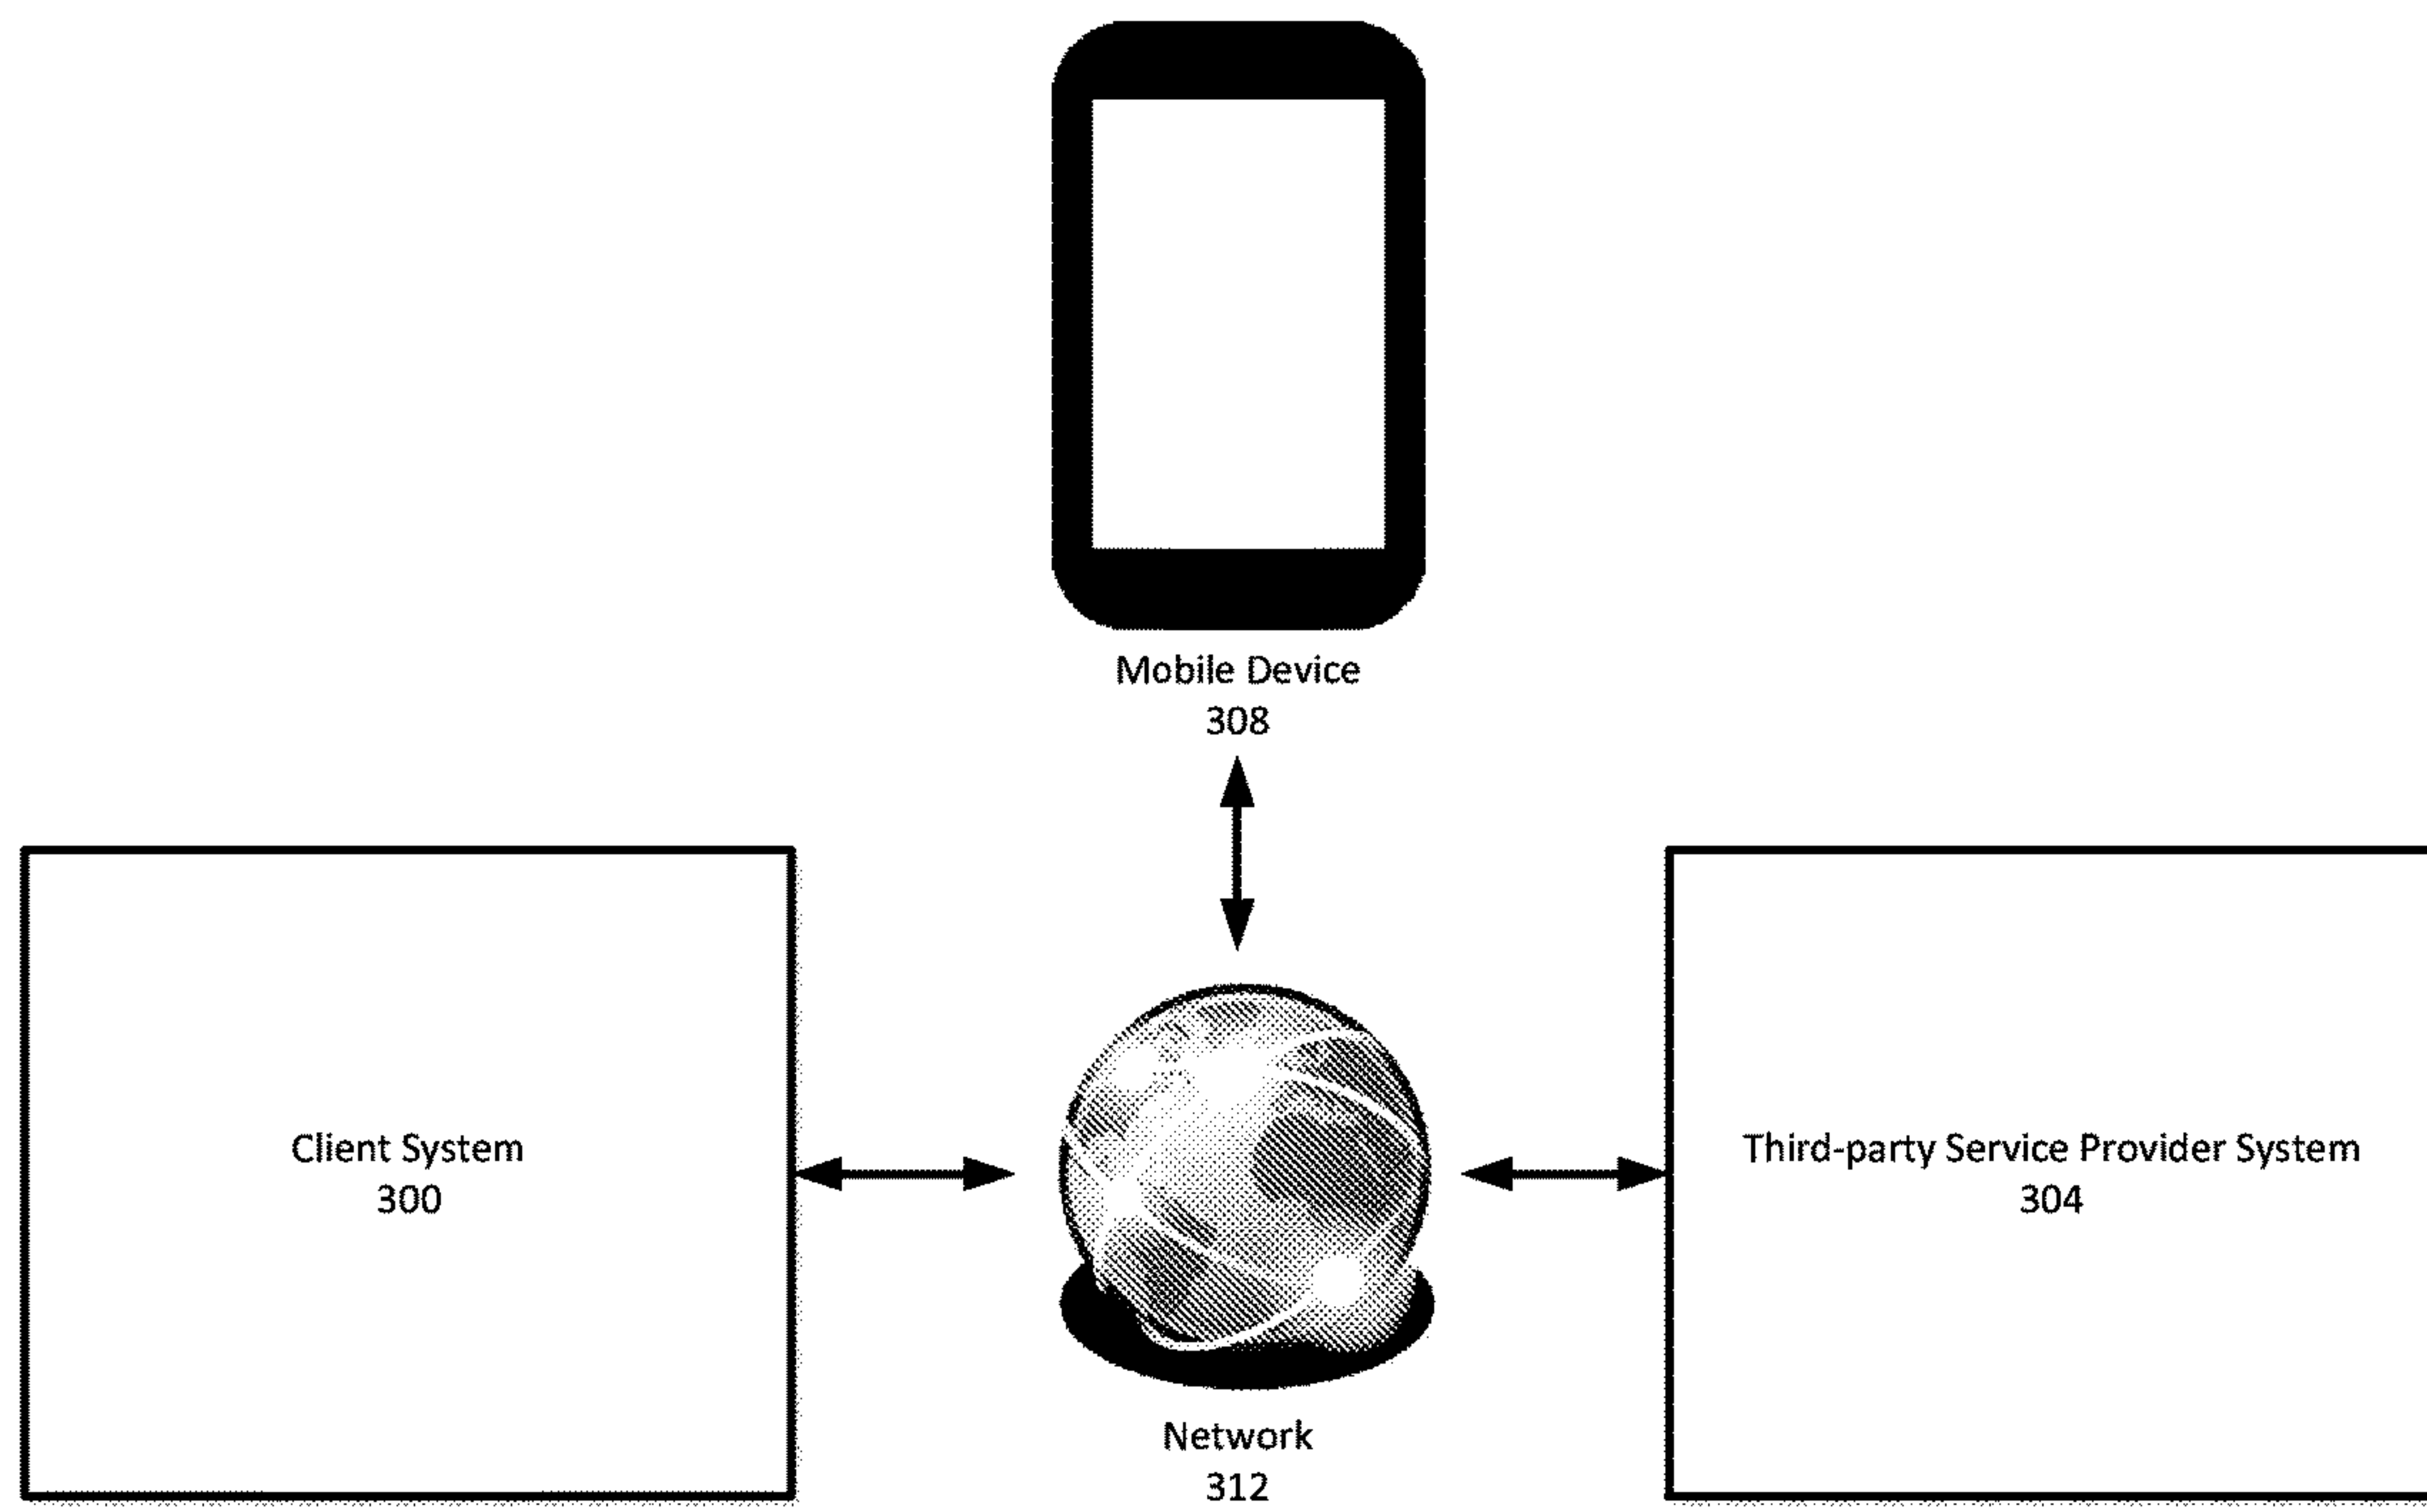 Mobile Device
308
Client System
300
Third-party Service Provider System
304
Network
312